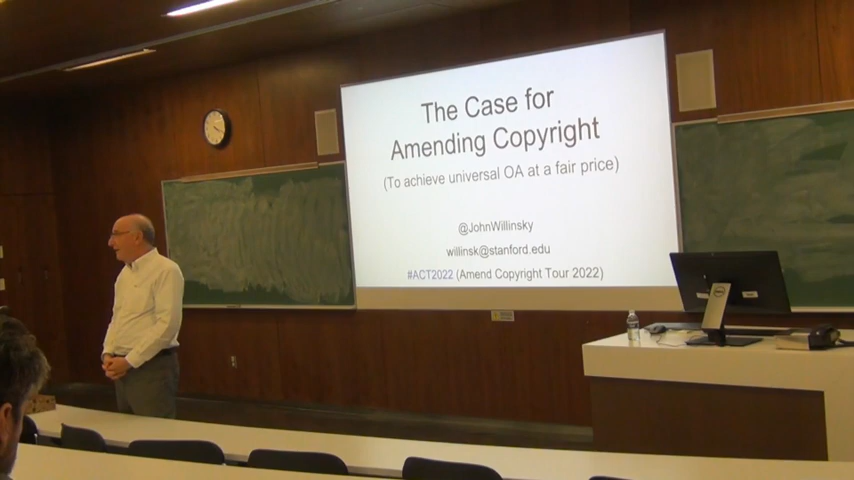 The Case for
Amending Copyright
(To achieve universal OA at a fair price)
@JohnWillinsky
willinsk@stanford.edu
#ACT2022 (Amend Copyright Tour 2022)
DELL